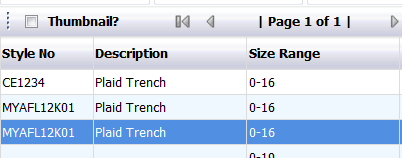 Thumbnail? | Page 1 of 1 |
Style No Description Size Range
CE1234 Plaid Trench 0-16
MYAFL12K01 Plaid Trench 0-16
MYAFL12K01 Plaid Trench 0-16